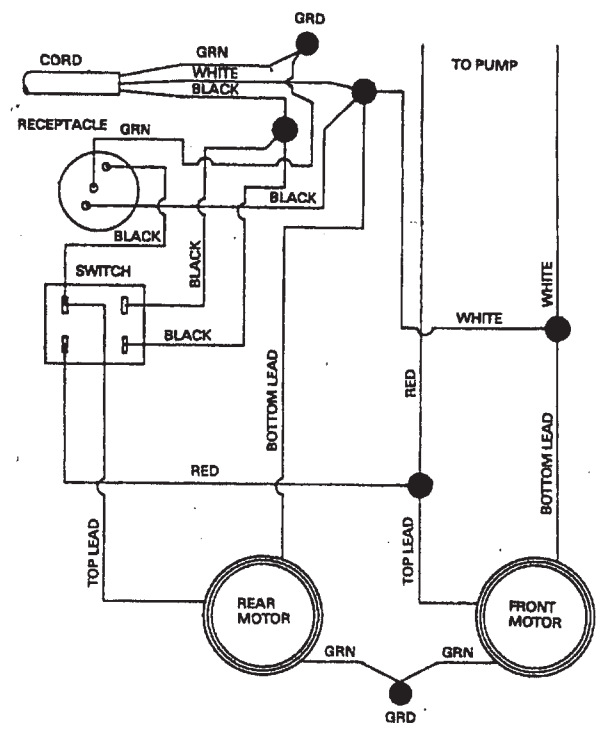 GRD
GRN
CORD
WHITE
TO PUMP
BLACK
RECEPTACLE
GRN
BLACK
BLACK
BLACK
SWITCH
WHITE
WHITE
BLACK
BOTTOM LEAD
RED
BOTTOM LEAD
RED
TOP LEAD
TOP LEAD
REAR
MOTOR
FRONT
MOTOR
GRN
GRN
GRD